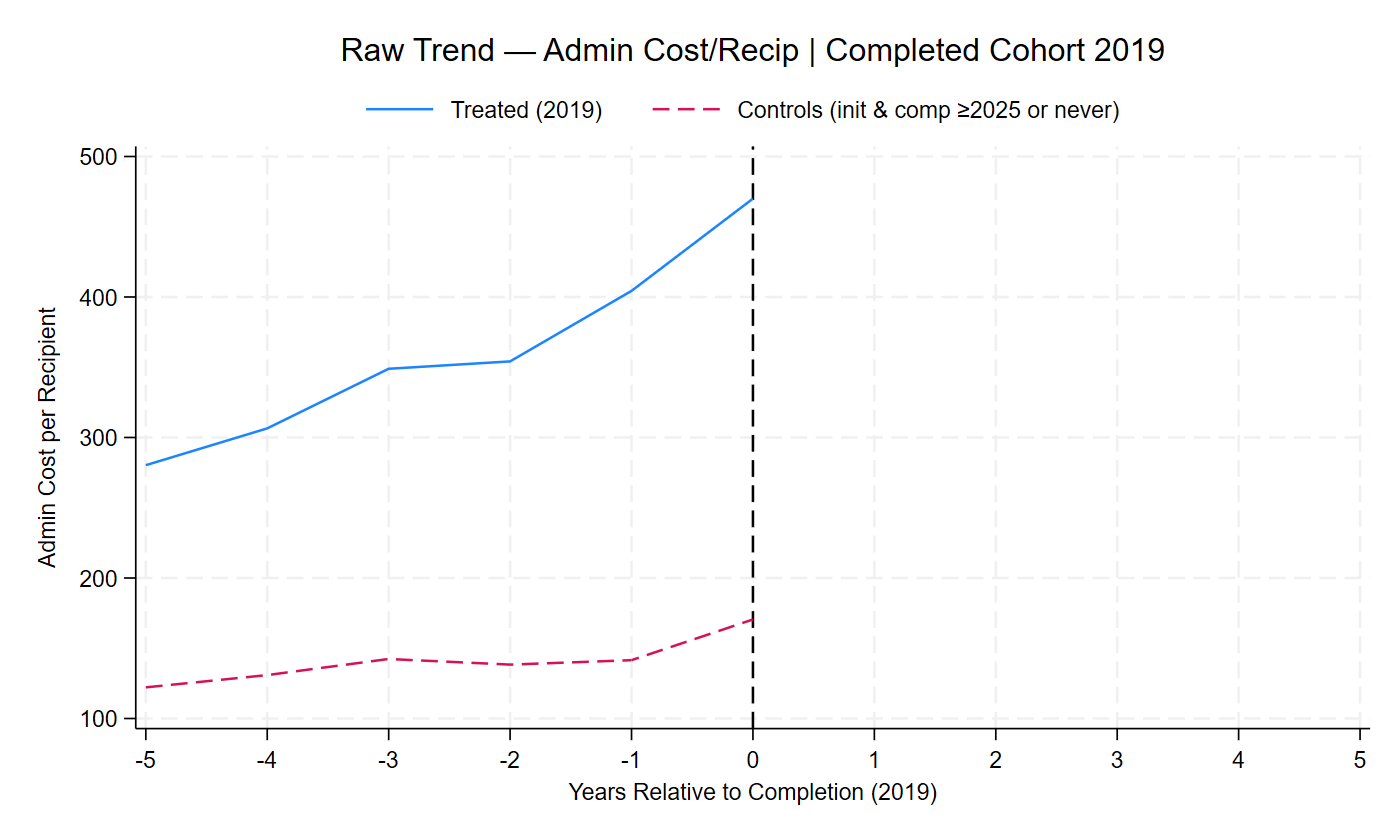 Raw Trend — Admin Cost/Recip | Completed Cohort 2019
Treated (2019) Controls (init & comp ≥2025 or never)
Admin Cost per Recipient
500
400
300
200
100
-5 -4 -3 -2 -1 0 1 2 3 4 5
Years Relative to Completion (2019)